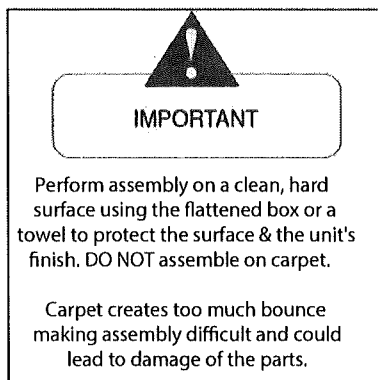 !
IMPORTANT
Perform assembly on a clean, hard
surface using the flattened box or a
towel to protect the surface & the unit's
finish. DO NOT assemble on carpet.
Carpet creates too much bounce
making assembly difficult and could
lead to damage of the parts.